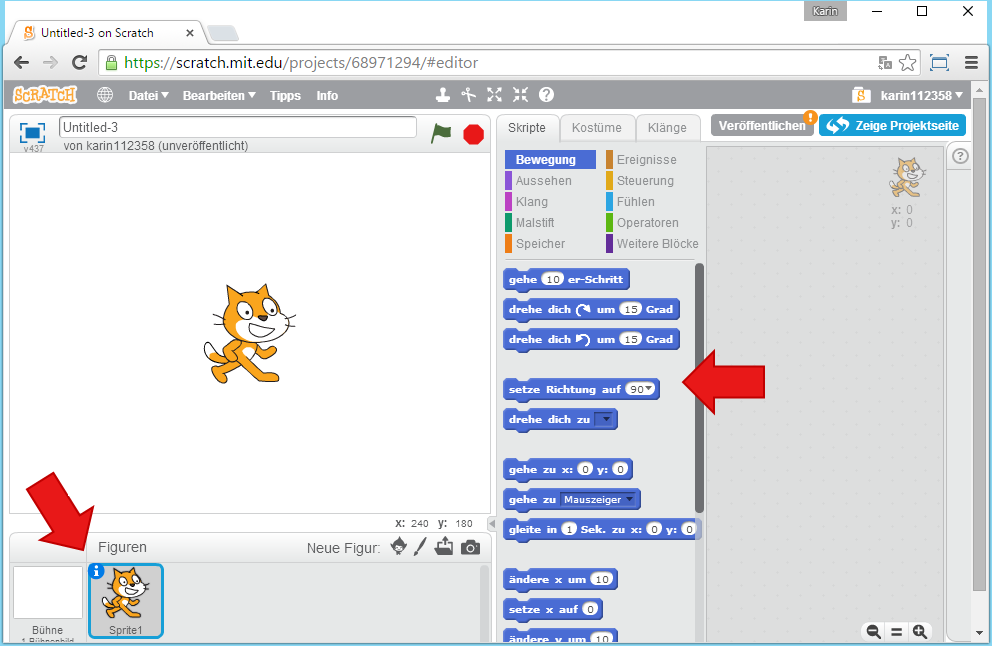 Karin
Untitled-3 on Scratch
https://scratch.mit.edu/projects/68971294/#editor
SCRATCH
Datei
Bearbeiten
Tipps
Info
karin112358
v437
Untitled-3
von karin112358 (unveröffentlicht)
Skripte
Kostüme
Klänge
Veröffentlichen
Zeige Projektseite
Bewegung
Ereignisse
Aussehen
Steuerung
Klang
Fühlen
Malstift
Operatoren
Speicher
Weitere Blöcke
x: 0
y: 0
gehe 10 er-Schritt
drehe dich um 15 Grad
drehe dich um 15 Grad
setze Richtung auf 90
drehe dich zu
gehe zu x: 0 y: 0
gehe zu Mauszeiger
gleite in 1 Sek. zu x: 0 y: 0
ändere x um 10
setze x auf 0
ändere y um 10
x: 240 y: 180
Figuren
Neue Figur:
Bühne
1 Bühnenbild
Sprite1